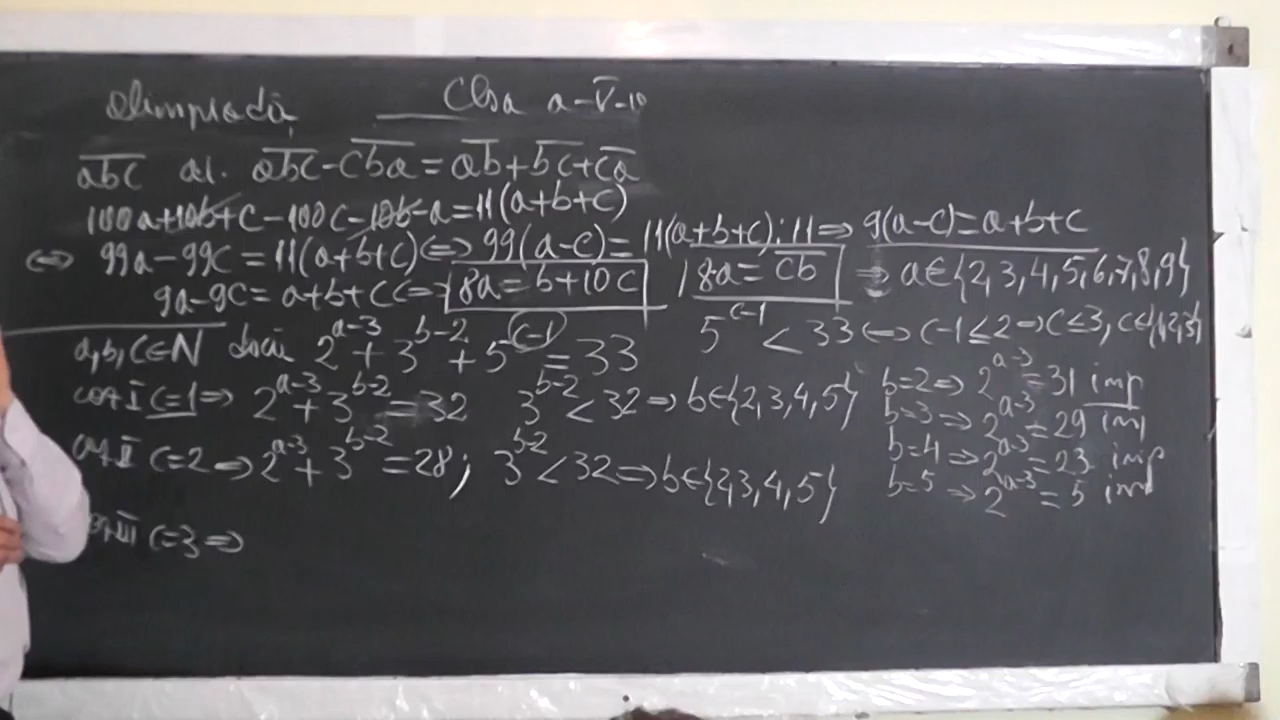 Olimpiadă Clsa a-V-10
abc a.î. abc-cba=ab+bc+ca
100a+10b+c-100c-10b-a=11(a+b+c)
⇔ 99a-99c=11(a+b+c)⇔99(a-c)=11(a+b+c):11⇒9(a-c)=a+b+c
9a-9c=a+b+c⇔8a=b+10c 8·a=cb ⇒ a∈{2,3,4,5,6,7,8,9}
a,b,c∈N dacă 2^{a-3}+3^{b-2}+5^{c-1}=33 5^{c-1}<33⇔c-1≤2⇒c≤3, c∈{1,2,3}
caz I c=1⇒2^{a-3}+3^{b-2}=32 3^{b-2}<32⇒b∈{2,3,4,5}
b=2⇒2^{a-3}=31 imp
b=3⇒2^{a-3}=29 imp
b=4⇒2^{a-3}=23 imp
b=5⇒2^{a-3}=5 imp
caz II c=2⇒2^{a-3}+3^{b-2}=28; 3^{b-2}<32⇒b∈{2,3,4,5}
caz III c=3⇒